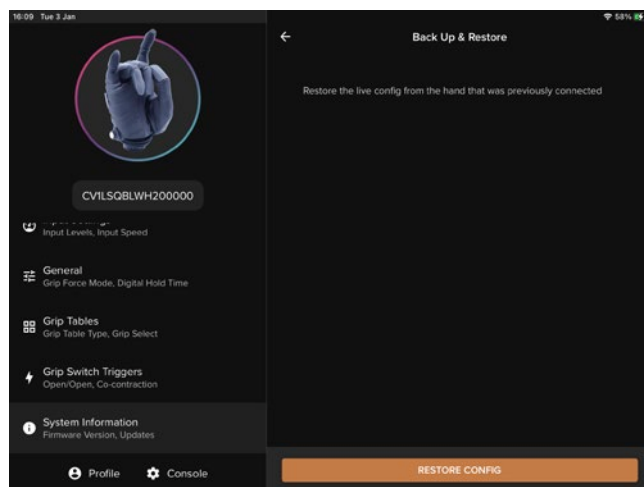 16:09 Tue 3 Jan
58%
Back Up & Restore
Restore the live config from the hand that was previously connected
CV1LSQBLWH200000
Input Levels, Input Speed
General
Grip Force Mode, Digital Hold Time
Grip Tables
Grip Table Type, Grip Select
Grip Switch Triggers
Open/Open, Co-contraction
System Information
Firmware Version, Updates
Profile
Console
RESTORE CONFIG